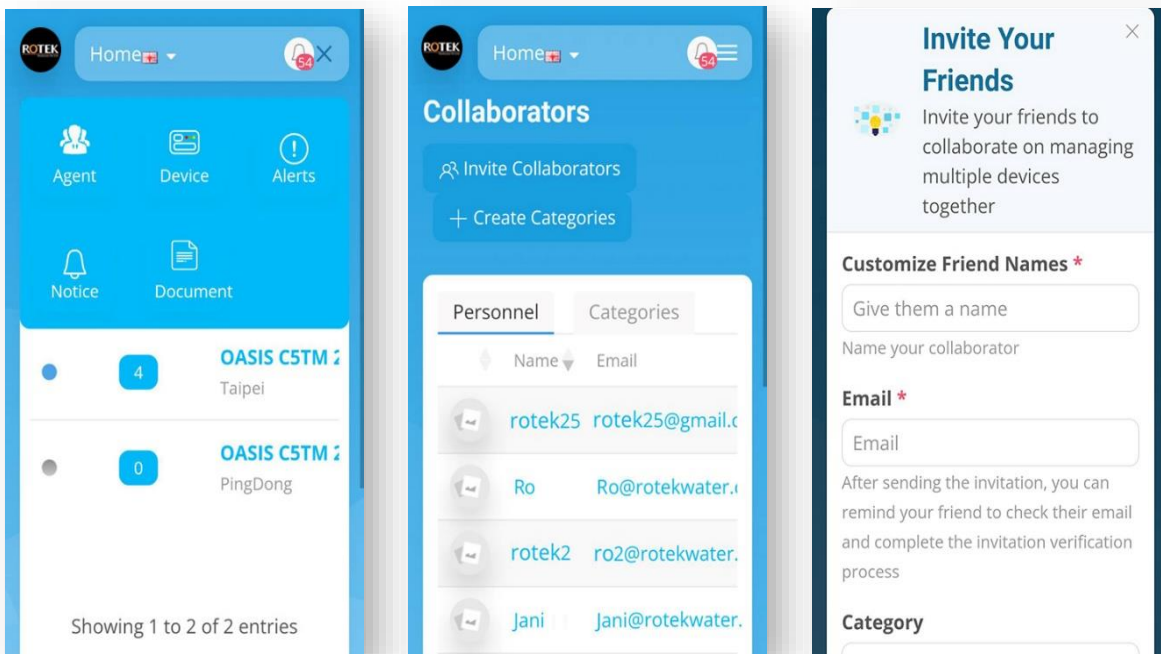 ROTEK
Home
54
Agent
Device
Alerts
Notice
Document
4
OASIS C5TM 2
Taipei
0
OASIS C5TM 2
PingDong
Showing 1 to 2 of 2 entries
ROTEK
Home
54
Collaborators
Invite Collaborators
+ Create Categories
Personnel
Categories
Name
Email
rotek25 rotek25@gmail.c
Ro Ro@rotekwater.
rotek2 ro2@rotekwater.
Jani Jani@rotekwater.
Invite Your
Friends
Invite your friends to
collaborate on managing
multiple devices
together
Customize Friend Names *
Give them a name
Name your collaborator
Email *
Email
After sending the invitation, you can
remind your friend to check their email
and complete the invitation verification
process
Category